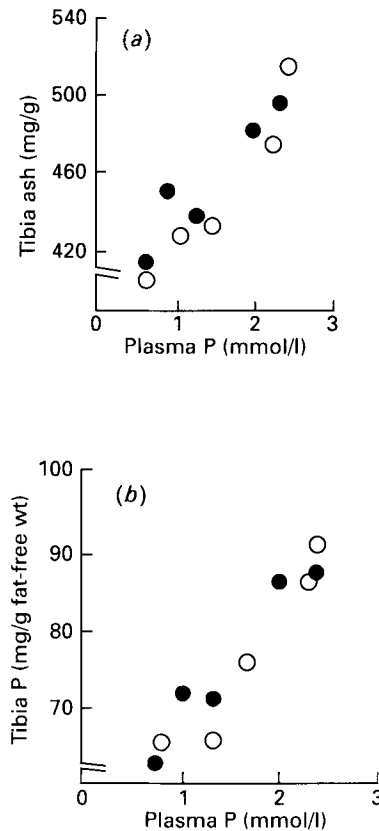 (a)
Tibia ash (mg/g)
540
500
460
420
0 1 2 3
Plasma P (mmol/l)
(b)
Tibia P (mg/g fat-free wt)
100
90
80
70
0 1 2 3
Plasma P (mmol/l)